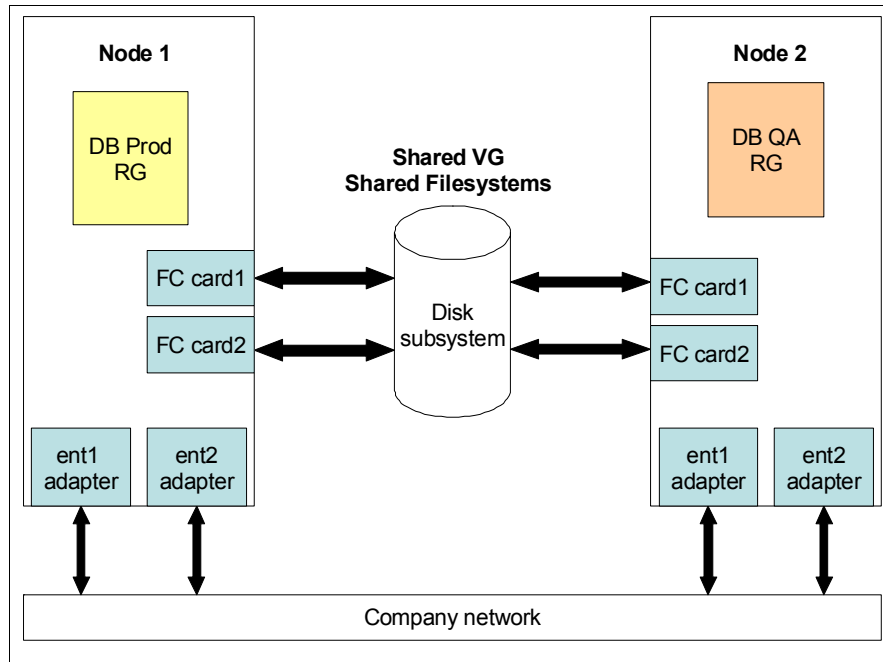 Node 1
DB Prod
RG
FC card1
FC card2
ent1
adapter
ent2
adapter
Shared VG
Shared Filesystems
Disk
subsystem
Node 2
DB QA
RG
FC card1
FC card2
ent1
adapter
ent2
adapter
Company network